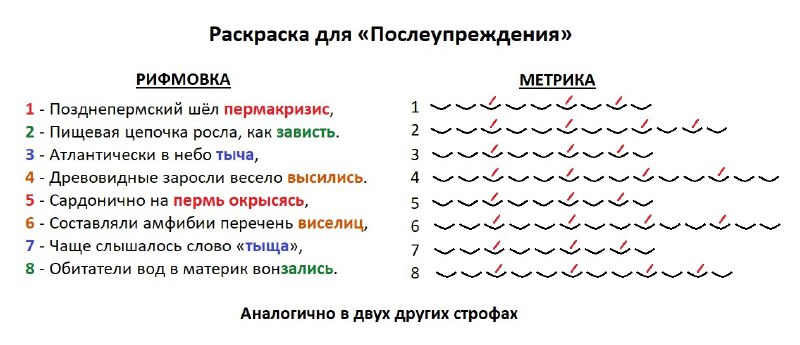 Раскраска для «Послеупреждения»
РИФМОВКА
1 - Позднепермский шёл пермакризис,
2 - Пищевая цепочка росла, как зависть.
3 - Атлантически в небо тыча,
4 - Древовидные заросли весело высились.
5 - Сардонично на пермь окрысясь,
6 - Составляли амфибии перечень виселиц,
7 - Чаще слышалось слово «тыща»,
8 - Обитатели вод в материк вонзались.
МЕТРИКА
1
2
3
4
5
6
7
8
Аналогично в двух других строфах